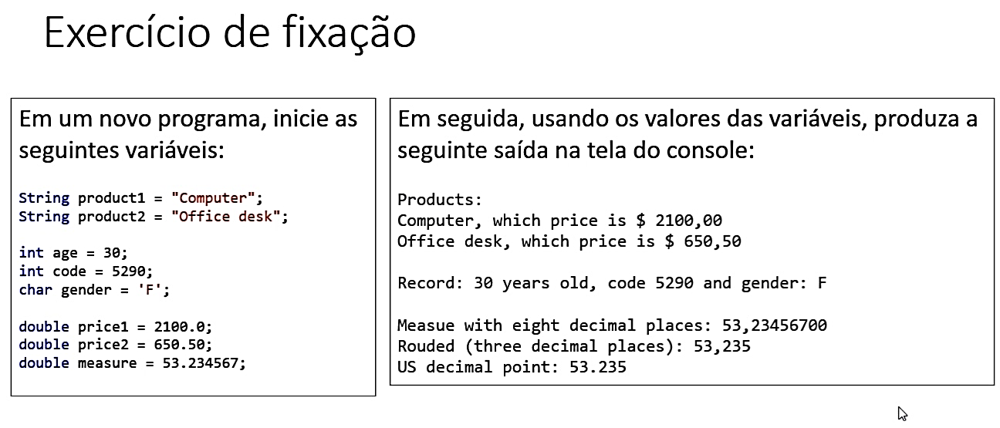 Exercício de fixação
Em um novo programa, inicie as
seguintes variáveis:
String product1 = "Computer";
String product2 = "Office desk";
int age = 30;
int code = 5290;
char gender = 'F';
double price1 = 2100.0;
double price2 = 650.50;
double measure = 53.234567;
Em seguida, usando os valores das variáveis, produza a
seguinte saída na tela do console:
Products:
Computer, which price is $ 2100,00
Office desk, which price is $ 650,50
Record: 30 years old, code 5290 and gender: F
Measue with eight decimal places: 53,23456700
Rouded (three decimal places): 53,235
US decimal point: 53.235